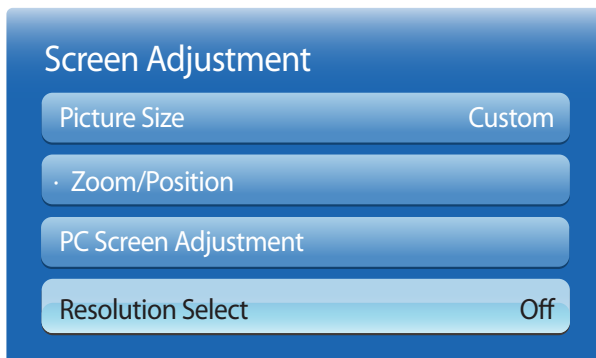 Screen Adjustment
Picture Size Custom
· Zoom/Position
PC Screen Adjustment
Resolution Select Off